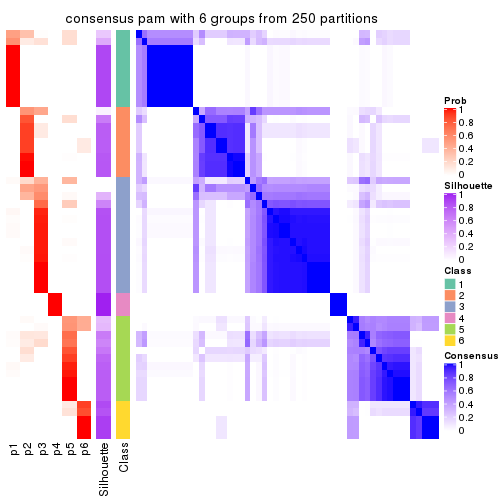 consensus pam with 6 groups from 250 partitions
Prob
1
0.8
0.6
0.4
0.2
0
Silhouette
1
0.8
0.6
0.4
0.2
0
Class
1
2
3
4
5
6
Consensus
1
0.8
0.6
0.4
0.2
0
p1
p2
p3
p4
p5
p6
Silhouette
Class